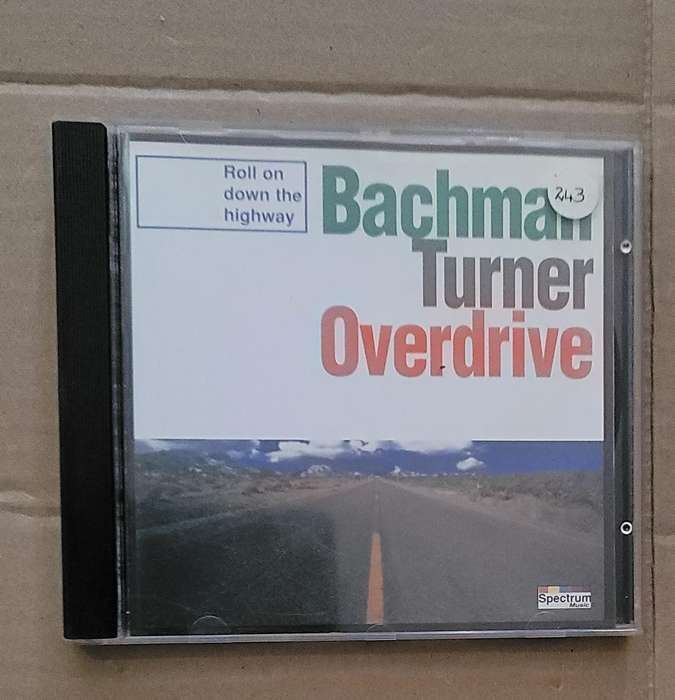 Roll on
down the
highway
Bachman
Turner
Overdrive
243
Spectrum
Music